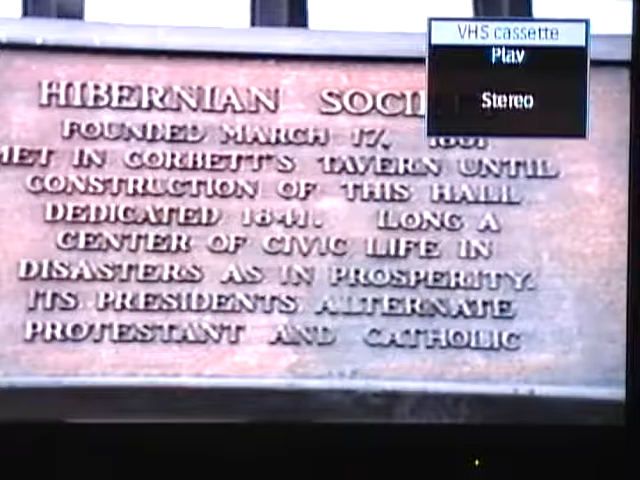 VHS cassette
Play
Stereo
HIBERNIAN SOCI
FOUNDED MARCH 17,
MET IN CORBETT'S TAVERN UNTIL
CONSTRUCTION OF THIS HALL
DEDICATED 1841. LONG A
CENTER OF CIVIC LIFE IN
DISASTERS AS IN PROSPERITY.
ITS PRESIDENTS ALTERNATE
PROTESTANT AND CATHOLIC